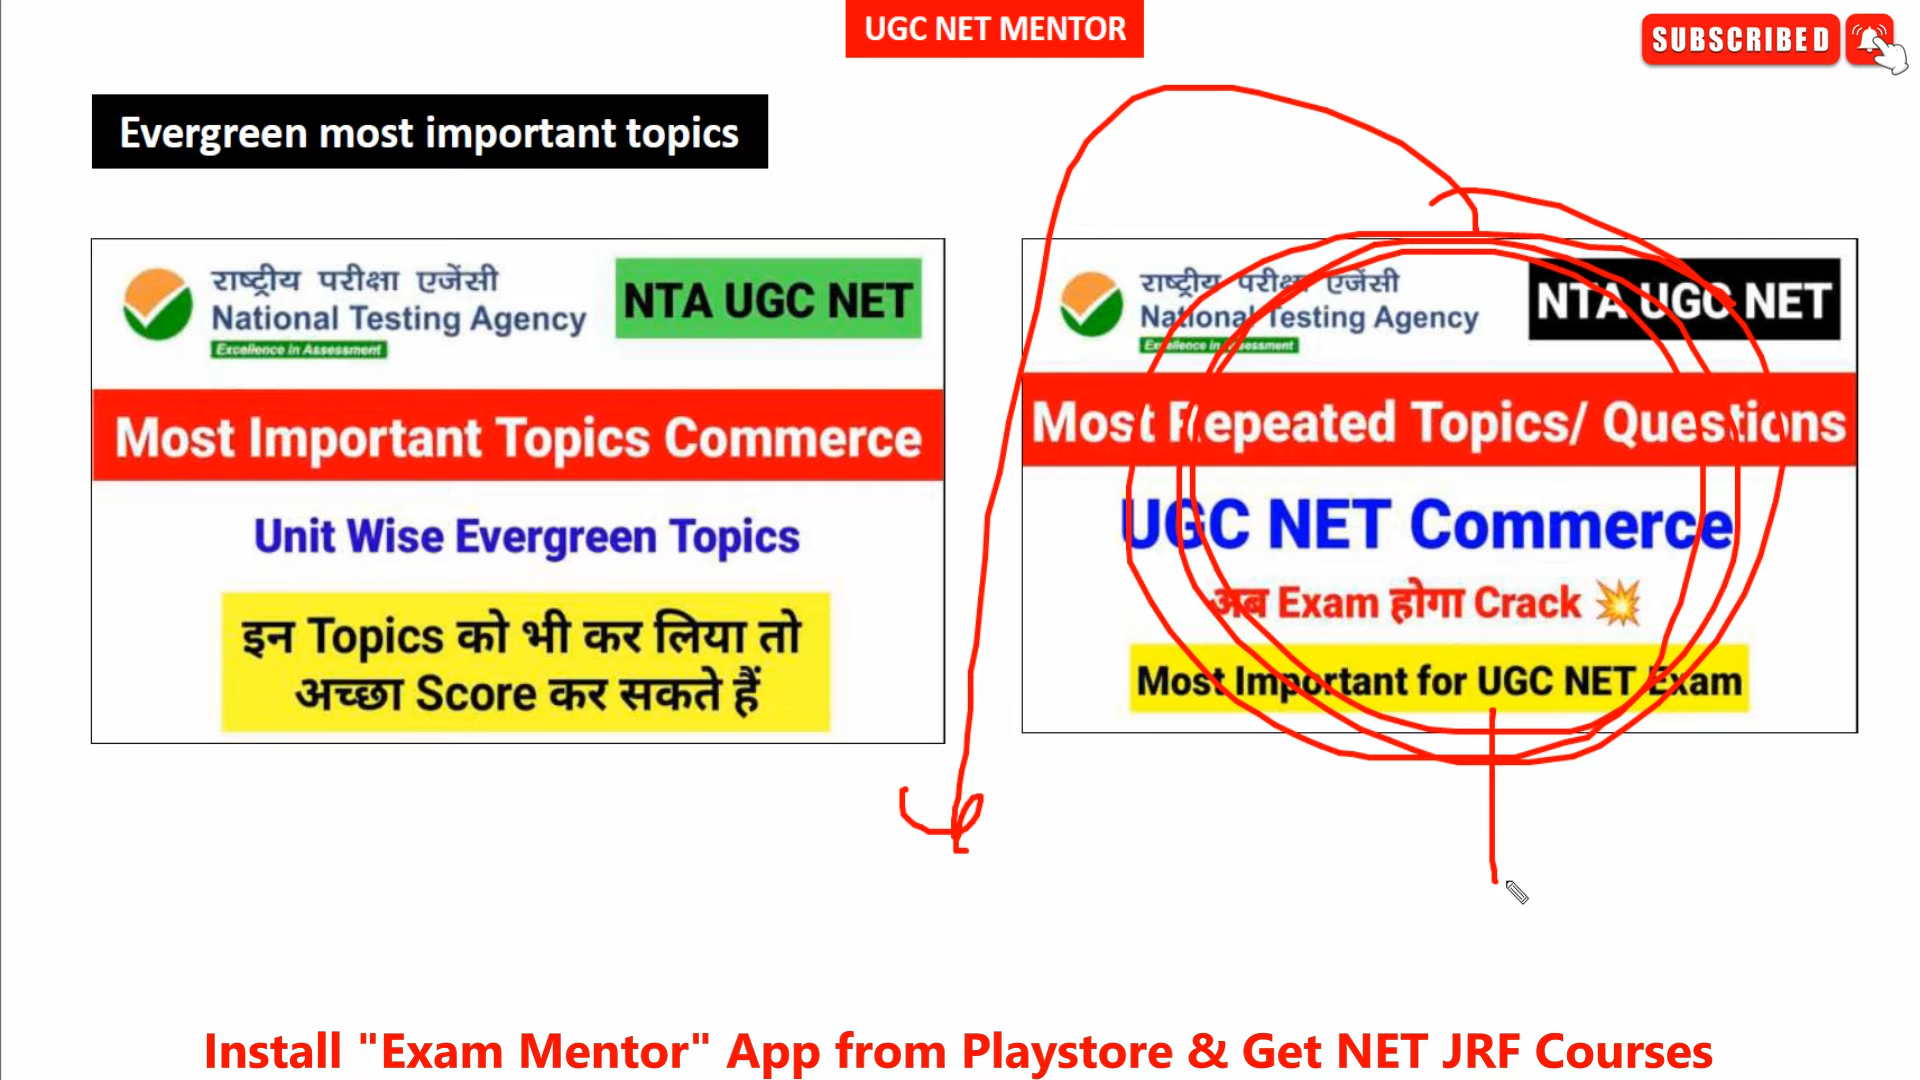 UGC NET MENTOR
SUBSCRIBED
Evergreen most important topics
राष्ट्रीय परीक्षा एजेंसी
National Testing Agency
Excellence in Assessment
NTA UGC NET
Most Important Topics Commerce
Unit Wise Evergreen Topics
इन Topics को भी कर लिया तो
अच्छा Score कर सकते हैं
राष्ट्रीय परीक्षा एजेंसी
National Testing Agency
Excellence in Assessment
NTA UGC NET
Most Repeated Topics/ Questions
UGC NET Commerce
अब Exam होगा Crack
Most Important for UGC NET Exam
Install "Exam Mentor" App from Playstore & Get NET JRF Courses